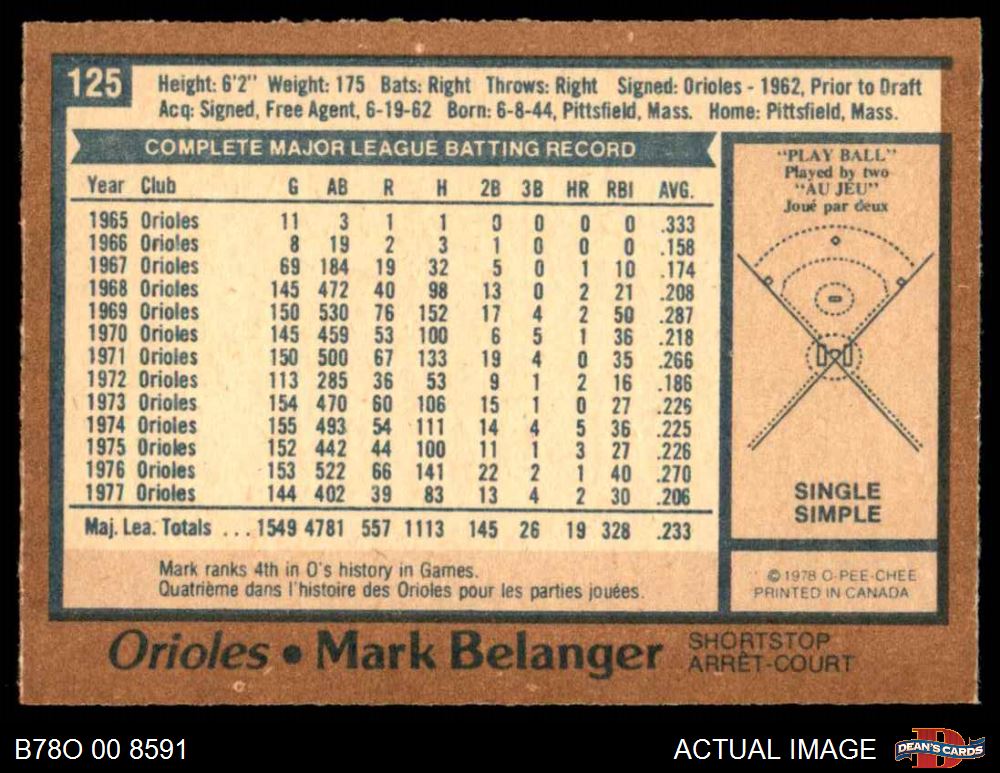 125
Height: 6'2" Weight: 175 Bats: Right Throws: Right Signed: Orioles - 1962, Prior to Draft
Acq: Signed, Free Agent, 6-19-62 Born: 6-8-44, Pittsfield, Mass. Home: Pittsfield, Mass.
COMPLETE MAJOR LEAGUE BATTING RECORD
Year Club G AB R H 2B 3B HR RBI AVG.
1965 Orioles 11 3 1 1 0 0 0 0 .333
1966 Orioles 8 19 2 3 1 0 0 0 .158
1967 Orioles 69 184 19 32 5 0 1 10 .174
1968 Orioles 145 472 40 98 13 0 2 21 .208
1969 Orioles 150 530 76 152 17 4 2 50 .287
1970 Orioles 145 459 53 100 6 5 1 36 .218
1971 Orioles 150 500 67 133 19 4 0 35 .266
1972 Orioles 113 285 36 53 9 1 2 16 .186
1973 Orioles 154 470 60 106 15 1 0 27 .226
1974 Orioles 155 493 54 111 14 4 5 36 .225
1975 Orioles 152 442 44 100 11 1 3 27 .226
1976 Orioles 153 522 66 141 22 2 1 40 .270
1977 Orioles 144 402 39 83 13 4 2 30 .206
Maj. Lea. Totals ... 1549 4781 557 1113 145 26 19 328 .233
Mark ranks 4th in O's history in Games.
Quatrième dans l'histoire des Orioles pour les parties jouées.
"PLAY BALL"
Played by two
"AU JEU"
Joué par deux
SINGLE
SIMPLE
©1978 O-PEE-CHEE
PRINTED IN CANADA
Orioles • Mark Belanger
SHORTSTOP
ARRÊT-COURT
B78O 00 8591
ACTUAL IMAGE
DEAN'S CARDS